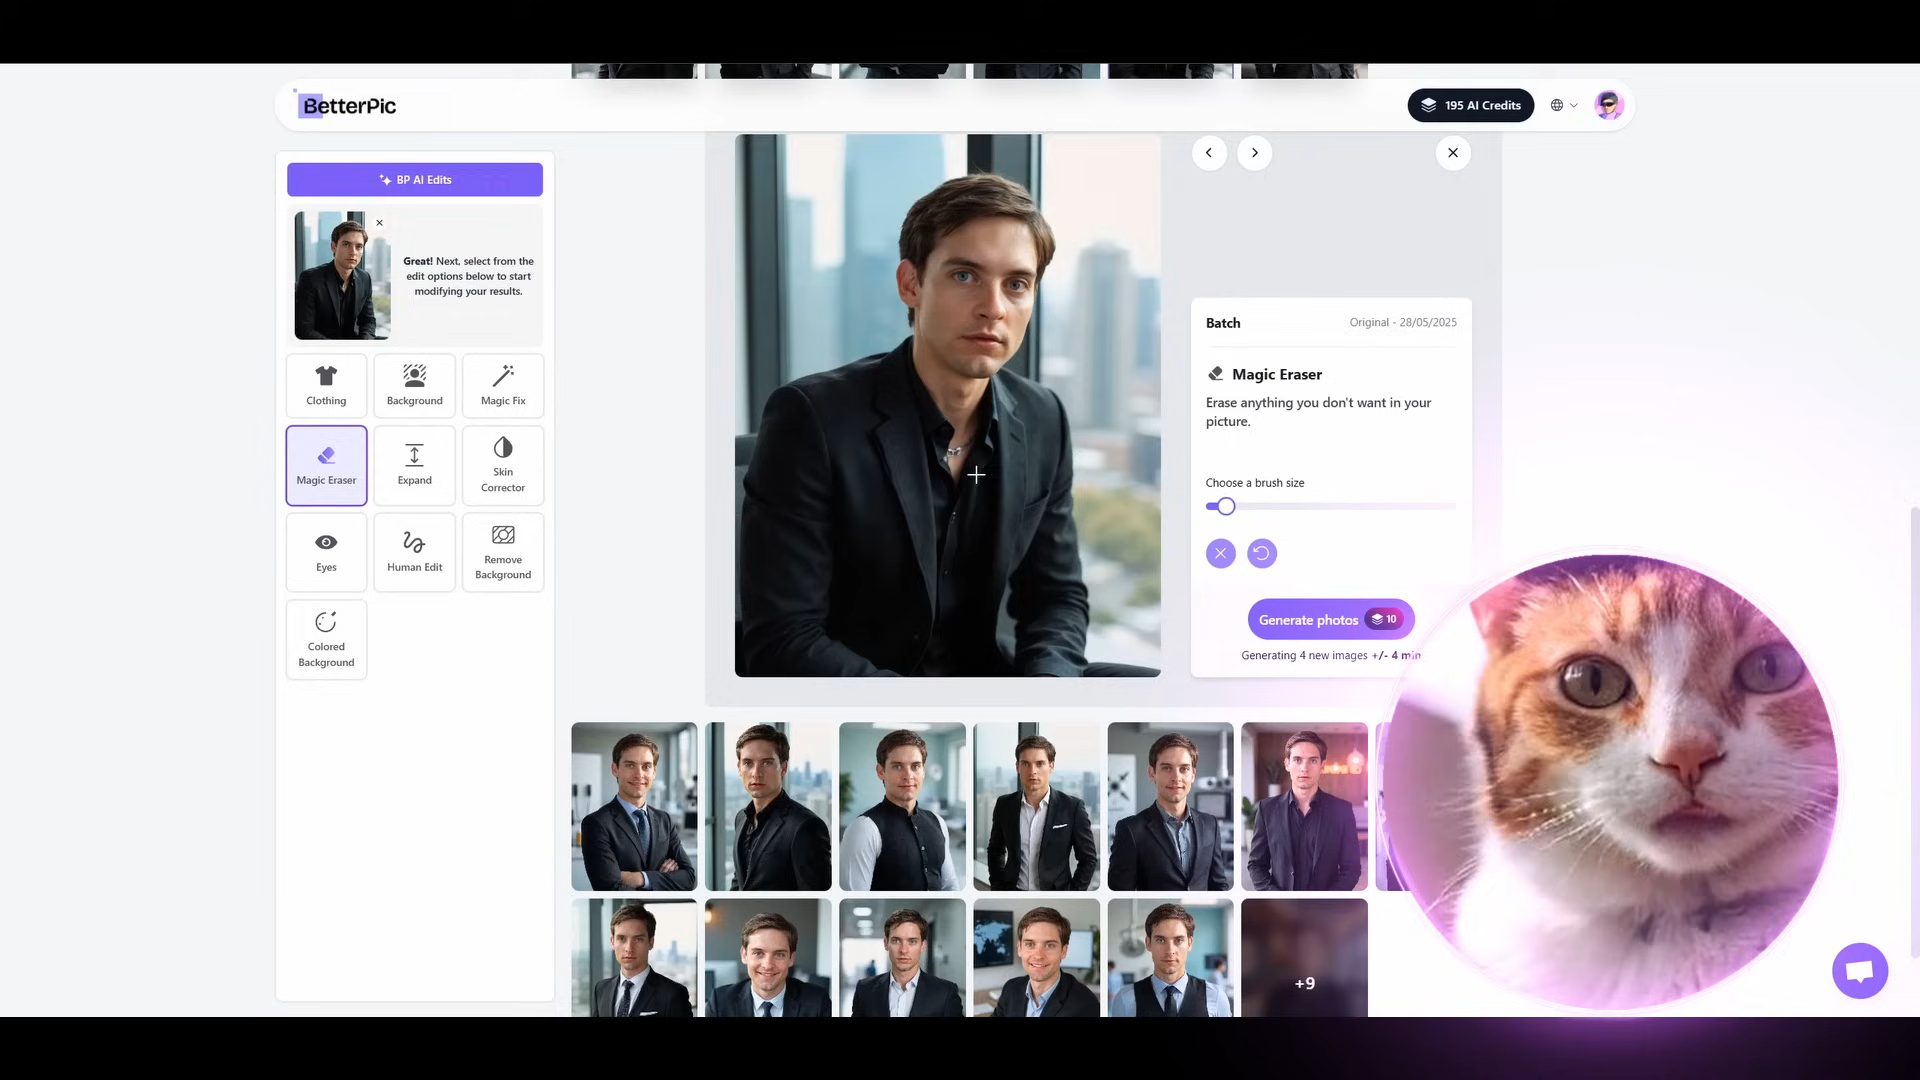 BetterPic
195 AI Credits
BP AI Edits
Great! Next, select from the
edit options below to start
modifying your results.
Clothing
Background
Magic Fix
Magic Eraser
Expand
Skin
Corrector
Eyes
Human Edit
Remove
Background
Colored
Background
Batch
Original - 28/05/2025
Magic Eraser
Erase anything you don't want in your
picture.
Choose a brush size
Generate photos 10
Generating 4 new images +/- 4 min
+9